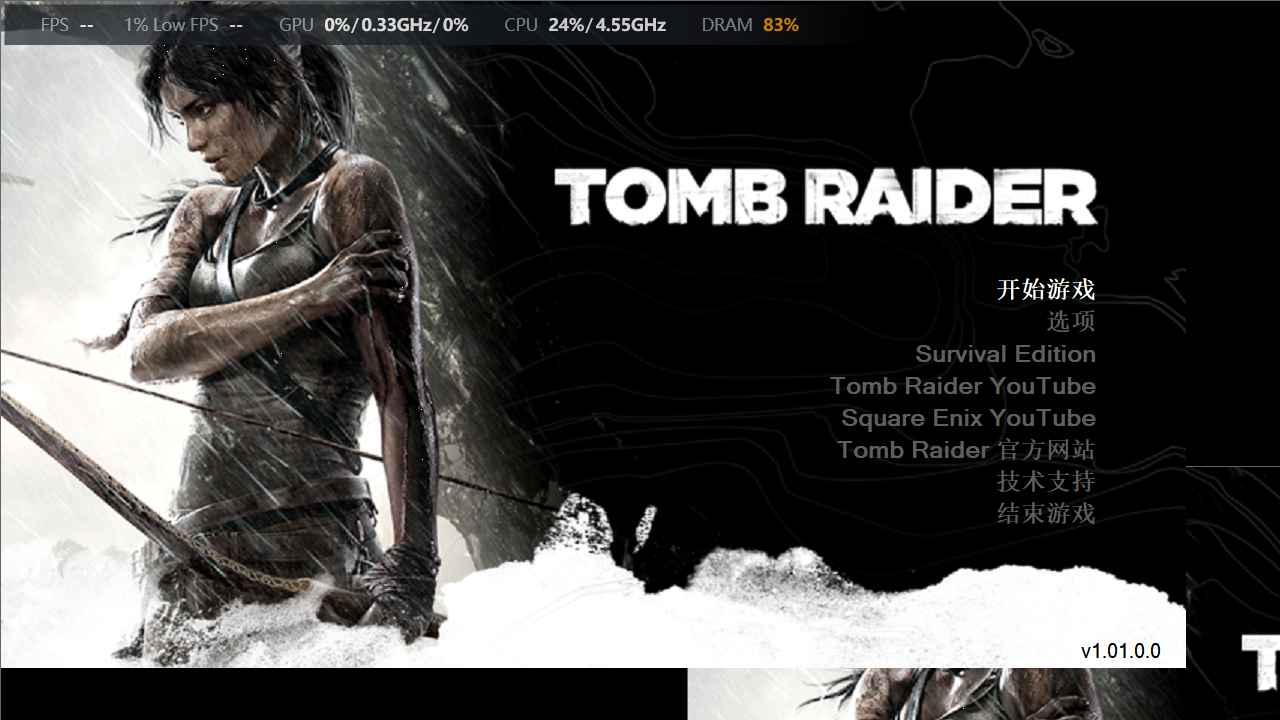 FPS -- 1% Low FPS -- GPU 0%/0.33GHz/0% CPU 24%/4.55GHz DRAM 83%
TOMB RAIDER
开始游戏
选项
Survival Edition
Tomb Raider YouTube
Square Enix YouTube
Tomb Raider 官方网站
技术支持
结束游戏
v1.01.0.0